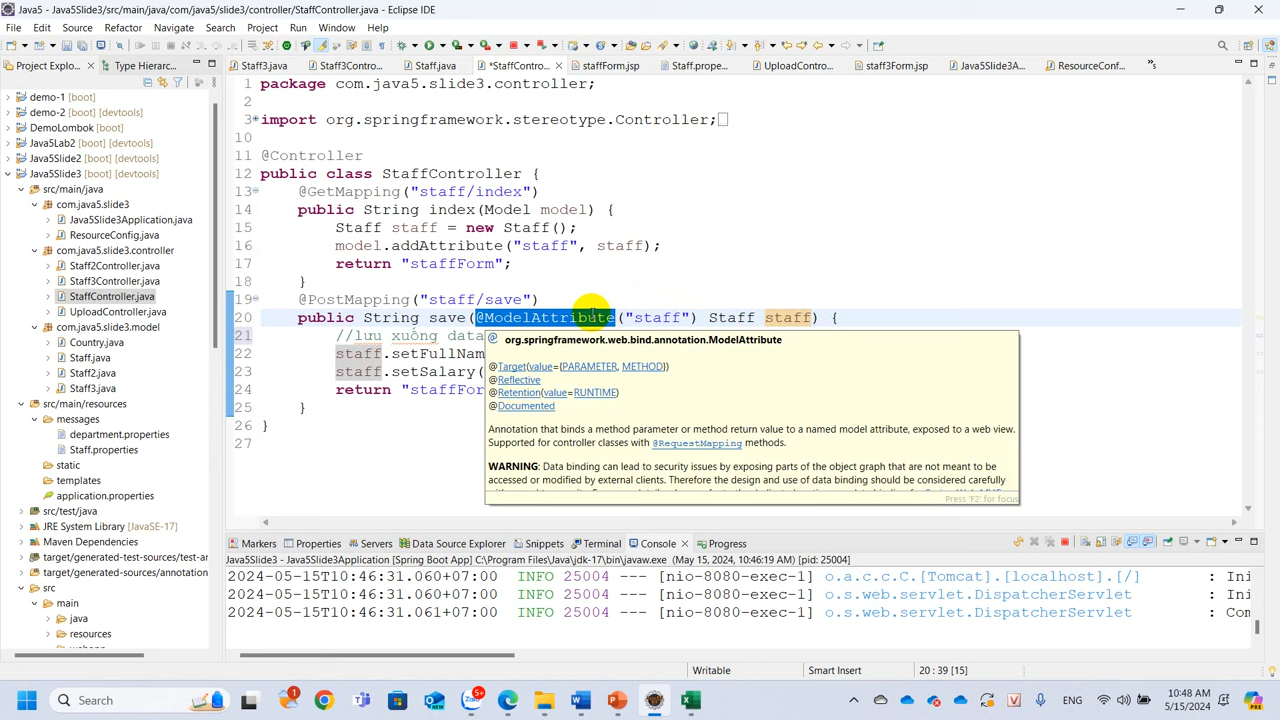 Java5 - Java5Slide3/src/main/java/com/java5/slide3/controller/StaffController.java - Eclipse IDE
File Edit Source Refactor Navigate Search Project Run Window Help
Project Explo... Type Hierarc...
Staff3.java Staff3Contro... Staff.java *StaffContro... staffForm.jsp Staff.prope... UploadContro... staff3Form.jsp Java5Slide3A... ResourceConf...
demo-1 [boot]
demo-2 [devtools]
DemoLombok [boot]
Java5Lab2 [boot] [devtools]
Java5Slide2 [boot] [devtools]
Java5Slide3 [boot] [devtools]
src/main/java
com.java5.slide3
Java5Slide3Application.java
ResourceConfig.java
com.java5.slide3.controller
Staff2Controller.java
Staff3Controller.java
StaffController.java
UploadController.java
com.java5.slide3.model
Country.java
Staff.java
Staff2.java
Staff3.java
src/main/resources
messages
department.properties
Staff.properties
static
templates
application.properties
src/test/java
JRE System Library [JavaSE-17]
Maven Dependencies
target/generated-test-sources/test-ar
target/generated-sources/annotation
src
main
java
resources
1 package com.java5.slide3.controller;
2
3 import org.springframework.stereotype.Controller;
10
11 @Controller
12 public class StaffController {
13 @GetMapping("staff/index")
14 public String index(Model model) {
15 Staff staff = new Staff();
16 model.addAttribute("staff", staff);
17 return "staffForm";
18 }
19 @PostMapping("staff/save")
20 public String save(@ModelAttribute("staff") Staff staff) {
21 //lưu xuống data
22 staff.setFullNam
23 staff.setSalary(
24 return "staffFor
25 }
26 }
27
@ org.springframework.web.bind.annotation.ModelAttribute
@Target(value={PARAMETER, METHOD})
@Reflective
@Retention(value=RUNTIME)
@Documented
Annotation that binds a method parameter or method return value to a named model attribute, exposed to a web view.
Supported for controller classes with @RequestMapping methods.
WARNING: Data binding can lead to security issues by exposing parts of the object graph that are not meant to be
accessed or modified by external clients. Therefore the design and use of data binding should be considered carefully
Press 'F2' for focus
Markers Properties Servers Data Source Explorer Snippets Terminal Console Progress
Java5Slide3 - Java5Slide3Application [Spring Boot App] C:\Program Files\Java\jdk-17\bin\javaw.exe (May 15, 2024, 10:46:19 AM) [pid: 25004]
2024-05-15T10:46:31.060+07:00 INFO 25004 --- [nio-8080-exec-1] o.a.c.c.C.[Tomcat].[localhost].[/] : Ini
2024-05-15T10:46:31.060+07:00 INFO 25004 --- [nio-8080-exec-1] o.s.web.servlet.DispatcherServlet : Ini
2024-05-15T10:46:31.061+07:00 INFO 25004 --- [nio-8080-exec-1] o.s.web.servlet.DispatcherServlet : Com
Writable Smart Insert 20 : 39 [15]
Search ENG 0:48 AM
5/15/2024